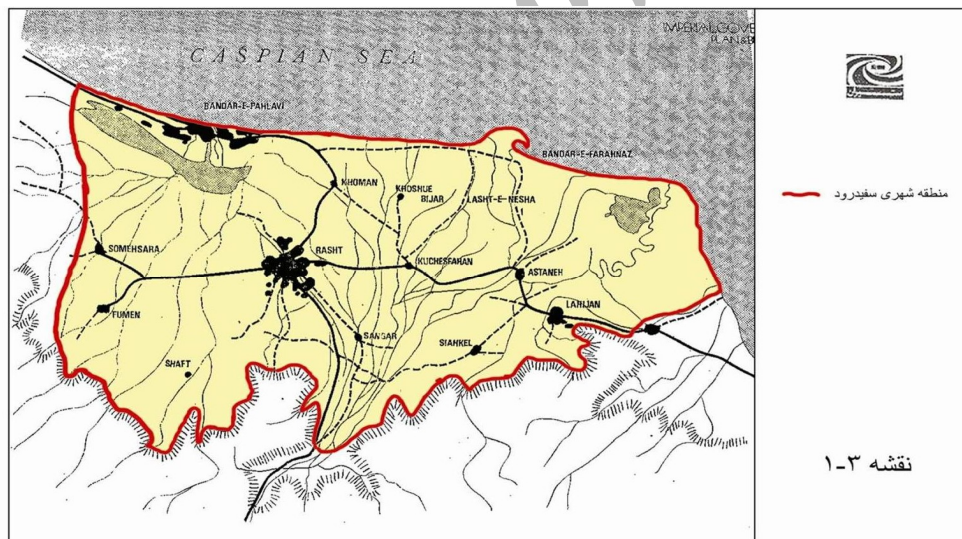 IMPERIAL GOVE
PLAN & B
CASPIAN SEA
BANDAR-E-PAHLAVI
BANDAR-E-FARAHNAZ
KHOMAN
KHOSHUE
BIJAR
LASHT-E-NESHA
SOMEHSARA
RASHT
KUCHESFAHAN
ASTANEH
FUMEN
LAHIJAN
SANGAR
SIAHKEL
SHAFT
منطقه شهری سفیدرود
نقشه ۳-۱